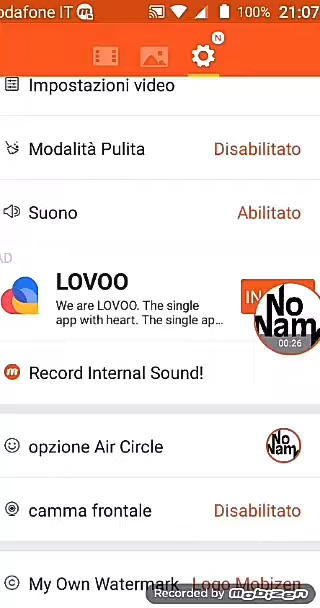 odafone IT
100%
21:07
N
Impostazioni video
Modalità Pulita
Disabilitato
Suono
Abilitato
AD
LOVOO
We are LOVOO. The single
app with heart. The single ap...
IN
No
Nam
00:26
Record Internal Sound!
opzione Air Circle
No
Nam
camma frontale
Disabilitato
My Own Watermark
Logo Mobizen
Recorded by Mobizen